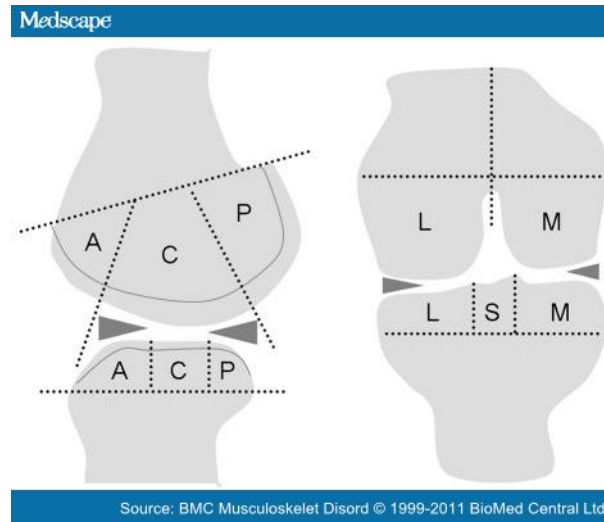 Medscape
A
C
P
A C P
L M
L S M
Source: BMC Musculoskelet Disord © 1999-2011 BioMed Central Ltd